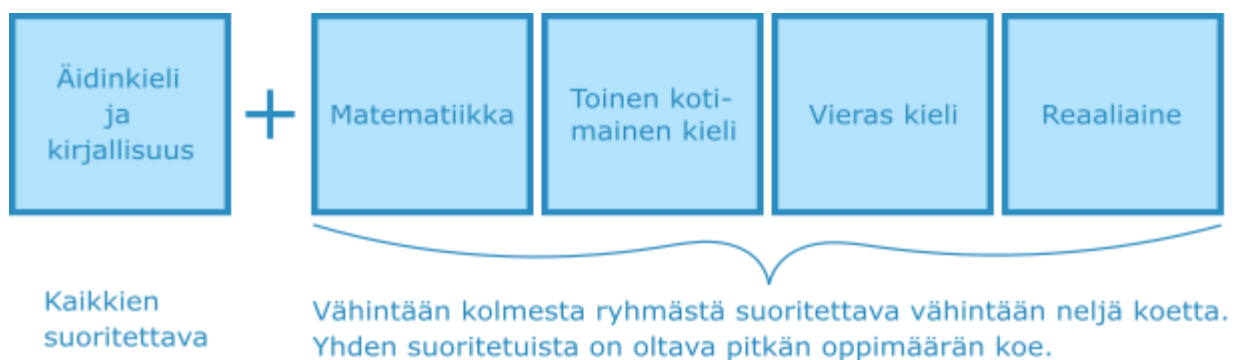 Äidinkieli
ja
kirjallisuus
+
Matematiikka
Toinen koti-
mainen kieli
Vieras kieli
Reaaliaine
Kaikkien
suoritettava
Vähintään kolmesta ryhmästä suoritettava vähintään neljä koetta.
Yhden suoritetuista on oltava pitkän oppimäärän koe.